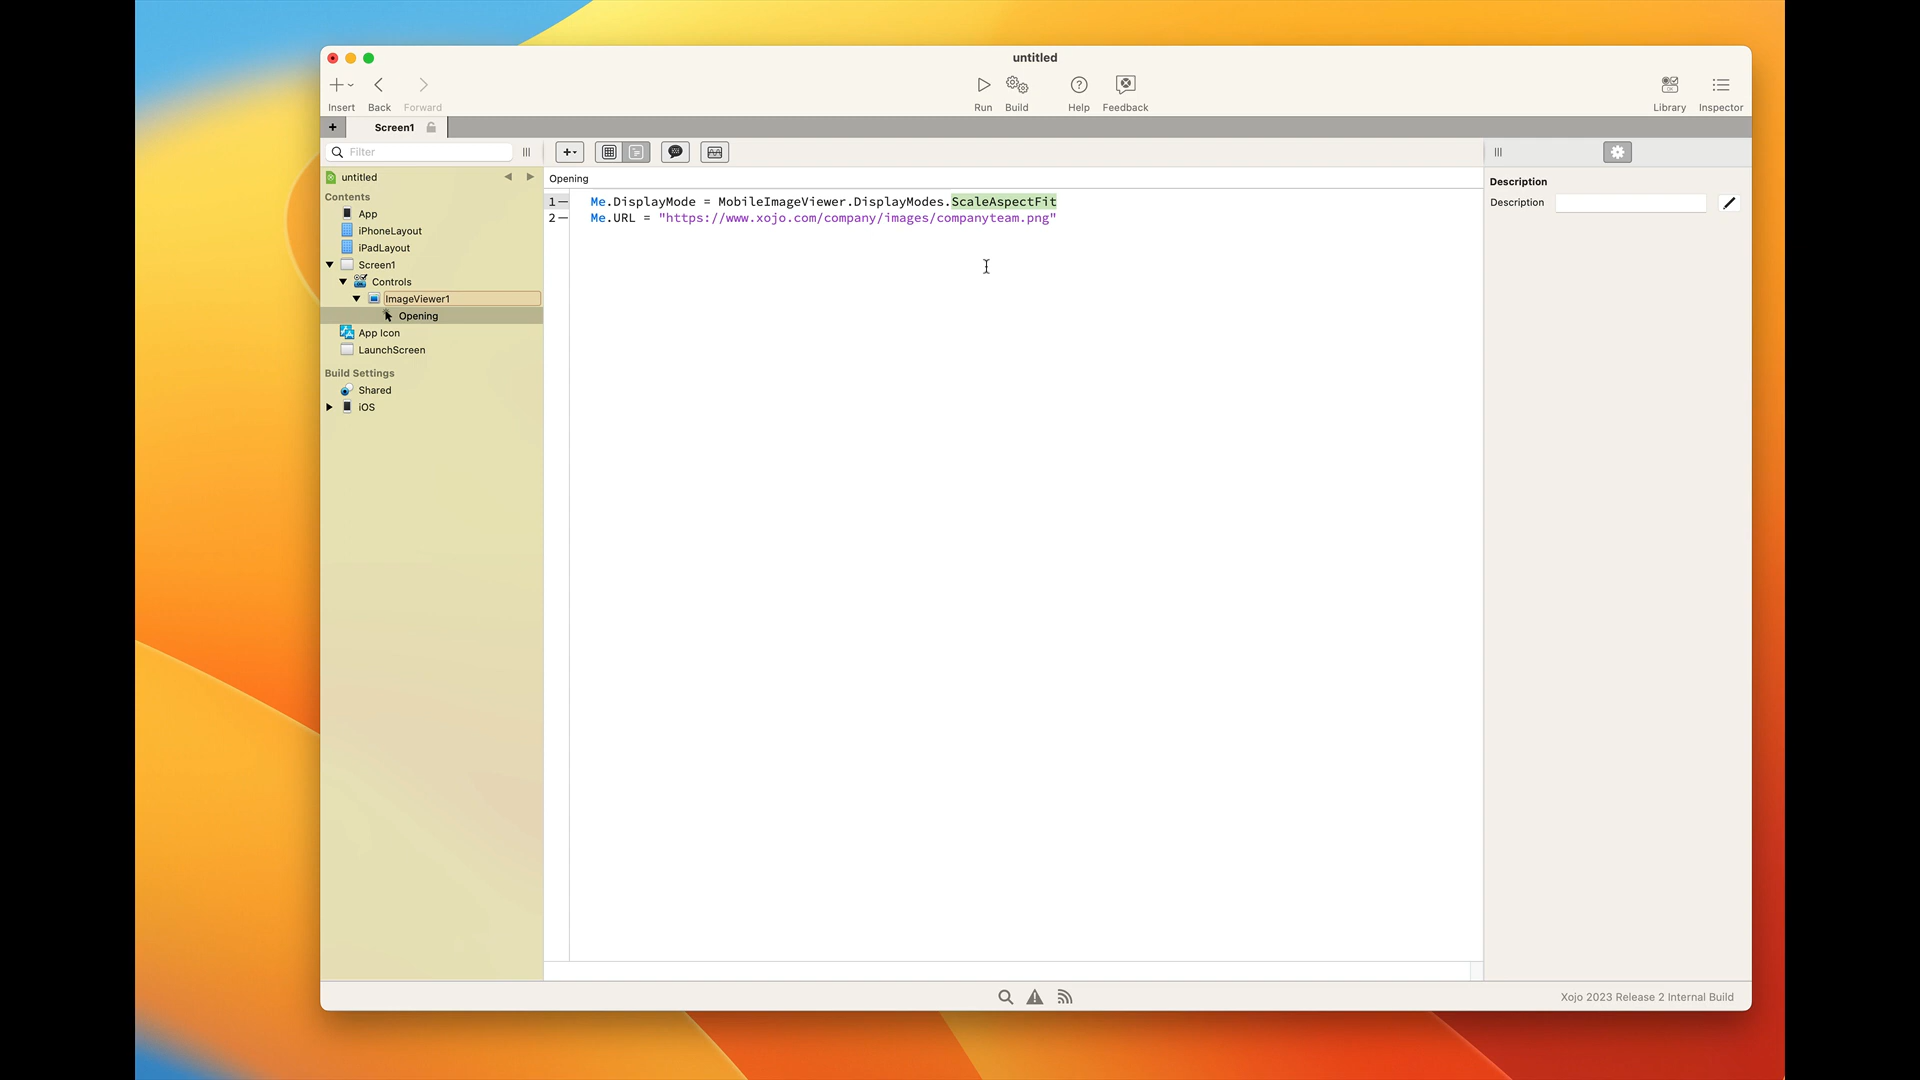 untitled
Insert Back Forward Run Build Help Feedback Library Inspector
Screen1
Filter
untitled
Contents
App
iPhoneLayout
iPadLayout
Screen1
Controls
ImageViewer1
Opening
App Icon
LaunchScreen
Build Settings
Shared
iOS
Opening
1 Me.DisplayMode = MobileImageViewer.DisplayModes.ScaleAspectFit
2 Me.URL = "https://www.xojo.com/company/images/companyteam.png"
Description
Description
Xojo 2023 Release 2 Internal Build